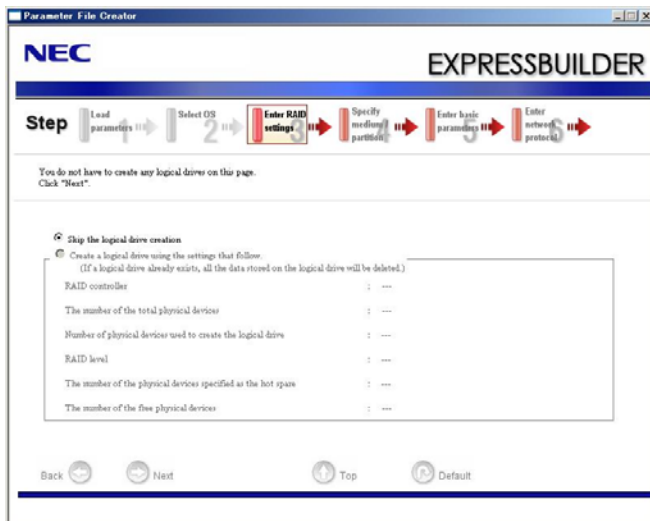 Parameter File Creator
NEC
EXPRESSBUILDER
Step
Load parameters 1
Select OS 2
Enter RAID settings 3
Specify medium/ partition 4
Enter basic parameters 5
Enter network protocol 6
You do not have to create any logical drives on this page.
Click "Next".
Skip the logical drive creation
Create a logical drive using the settings that follow.
(If a logical drive already exists, all the data stored on the logical drive will be deleted.)
RAID controller : ---
The number of the total physical devices : ---
Number of physical devices used to create the logical drive : ---
RAID level : ---
The number of the physical devices specified as the hot spare : ---
The number of the free physical devices : ---
Back Next Top Default